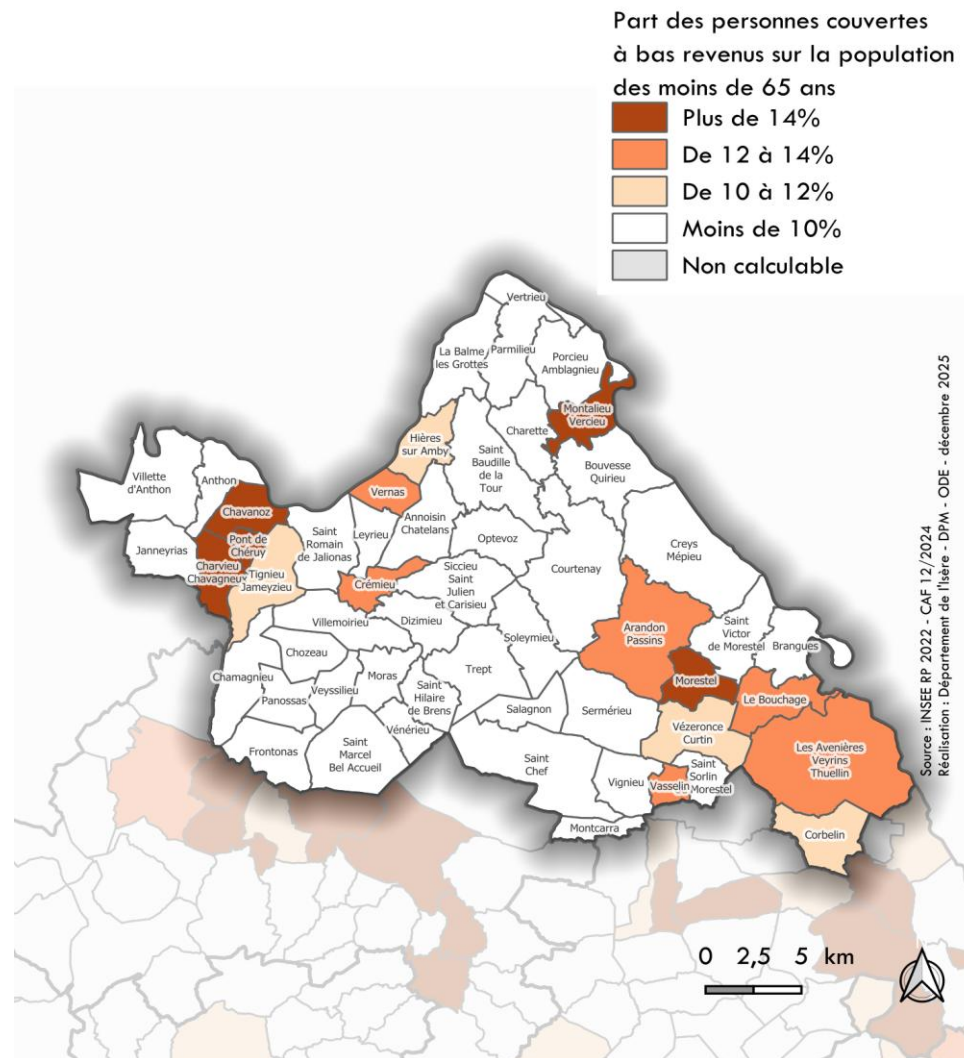 Part des personnes couvertes
à bas revenus sur la population
des moins de 65 ans
Plus de 14%
De 12 à 14%
De 10 à 12%
Moins de 10%
Non calculable
Vertrieu
La Balme
les Grottes
Parmilieu
Porcieu
Amblagnieu
Montalieu
Vercieu
Charette
Hières
sur Amby
Saint
Baudille
de la
Tour
Bouvesse
Quirieu
Villette
d'Anthon
Anthon
Vernas
Chavanoz
Annoisin
Chatelans
Janneyrias
Pont de
Chéruy
Saint
Romain
de Jalionas
Leyrieu
Optevoz
Creys
Mépieu
Charvieu
Chavagneux
Tignieu
Jameyzieu
Crémieu
Siccieu
Saint
Julien
et Carisieu
Courtenay
Villemoirieu
Dizimieu
Soleymieu
Arandon
Passins
Saint
Victor
de Morestel
Brangues
Chozeau
Chamagnieu
Panossas
Veyssilieu
Moras
Saint
Hilaire
de Brens
Trept
Morestel
Le Bouchage
Salagnon
Sermérieu
Vézeronce
Curtin
Vénérieu
Frontonas
Saint
Marcel
Bel Accueil
Saint
Chef
Les Avenières
Veyrins
Thuellin
Vignieu
Vasselin
Saint
Sorlin
Morestel
Montcarra
Corbelin
0 2,5 5 km
Source : INSEE RP 2022 - CAF 12/2024
Réalisation : Département de l'Isère - DPM - ODE - décembre 2025